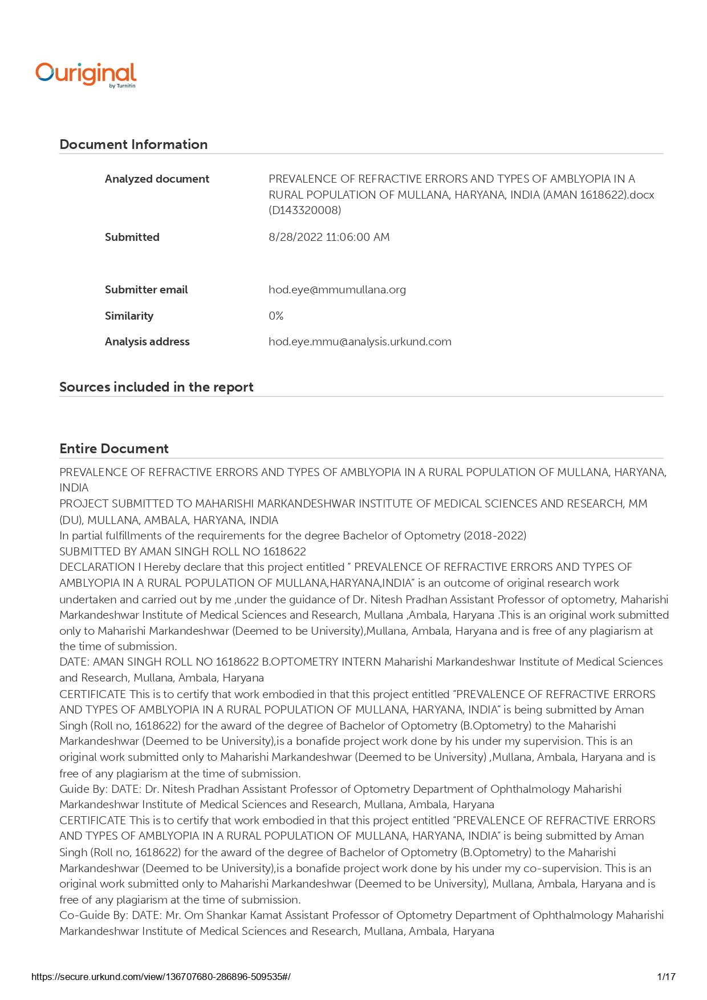 Ouriginal
by Turnitin
Document Information
Analyzed document PREVALENCE OF REFRACTIVE ERRORS AND TYPES OF AMBLYOPIA IN A
RURAL POPULATION OF MULLANA, HARYANA, INDIA (AMAN 1618622).docx
(D143320008)
Submitted 8/28/2022 11:06:00 AM
Submitter email hod.eye@mmumullana.org
Similarity 0%
Analysis address hod.eye.mmu@analysis.urkund.com
Sources included in the report
Entire Document
PREVALENCE OF REFRACTIVE ERRORS AND TYPES OF AMBLYOPIA IN A RURAL POPULATION OF MULLANA, HARYANA,
INDIA
PROJECT SUBMITTED TO MAHARISHI MARKANDESHWAR INSTITUTE OF MEDICAL SCIENCES AND RESEARCH, MM
(DU), MULLANA, AMBALA, HARYANA, INDIA
In partial fulfillments of the requirements for the degree Bachelor of Optometry (2018-2022)
SUBMITTED BY AMAN SINGH ROLL NO 1618622
DECLARATION I Hereby declare that this project entitled “ PREVALENCE OF REFRACTIVE ERRORS AND TYPES OF
AMBLYOPIA IN A RURAL POPULATION OF MULLANA,HARYANA,INDIA” is an outcome of original research work
undertaken and carried out by me ,under the guidance of Dr. Nitesh Pradhan Assistant Professor of optometry, Maharishi
Markandeshwar Institute of Medical Sciences and Research, Mullana ,Ambala, Haryana .This is an original work submitted
only to Maharishi Markandeshwar (Deemed to be University),Mullana, Ambala, Haryana and is free of any plagiarism at
the time of submission.
DATE: AMAN SINGH ROLL NO 1618622 B.OPTOMETRY INTERN Maharishi Markandeshwar Institute of Medical Sciences
and Research, Mullana, Ambala, Haryana
CERTIFICATE This is to certify that work embodied in that this project entitled “PREVALENCE OF REFRACTIVE ERRORS
AND TYPES OF AMBLYOPIA IN A RURAL POPULATION OF MULLANA, HARYANA, INDIA” is being submitted by Aman
Singh (Roll no, 1618622) for the award of the degree of Bachelor of Optometry (B.Optometry) to the Maharishi
Markandeshwar (Deemed to be University),is a bonafide project work done by his under my supervision. This is an
original work submitted only to Maharishi Markandeshwar (Deemed to be University) ,Mullana, Ambala, Haryana and is
free of any plagiarism at the time of submission.
Guide By: DATE: Dr. Nitesh Pradhan Assistant Professor of Optometry Department of Ophthalmology Maharishi
Markandeshwar Institute of Medical Sciences and Research, Mullana, Ambala, Haryana
CERTIFICATE This is to certify that work embodied in that this project entitled “PREVALENCE OF REFRACTIVE ERRORS
AND TYPES OF AMBLYOPIA IN A RURAL POPULATION OF MULLANA, HARYANA, INDIA” is being submitted by Aman
Singh (Roll no, 1618622) for the award of the degree of Bachelor of Optometry (B.Optometry) to the Maharishi
Markandeshwar (Deemed to be University),is a bonafide project work done by his under my co-supervision. This is an
original work submitted only to Maharishi Markandeshwar (Deemed to be University), Mullana, Ambala, Haryana and is
free of any plagiarism at the time of submission.
Co-Guide By: DATE: Mr. Om Shankar Kamat Assistant Professor of Optometry Department of Ophthalmology Maharishi
Markandeshwar Institute of Medical Sciences and Research, Mullana, Ambala, Haryana
https://secure.urkund.com/view/136707680-286896-509535#/ 1/17